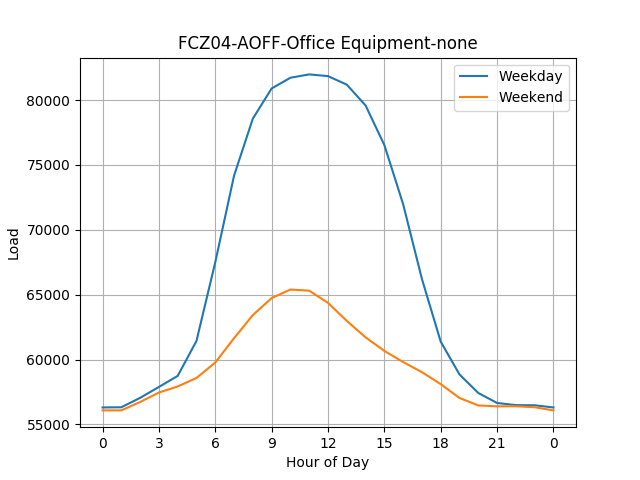 FCZ04-AOFF-Office Equipment-none
Weekday
Weekend
80000
75000
70000
65000
60000
55000
Load
0 3 6 9 12 15 18 21 0
Hour of Day